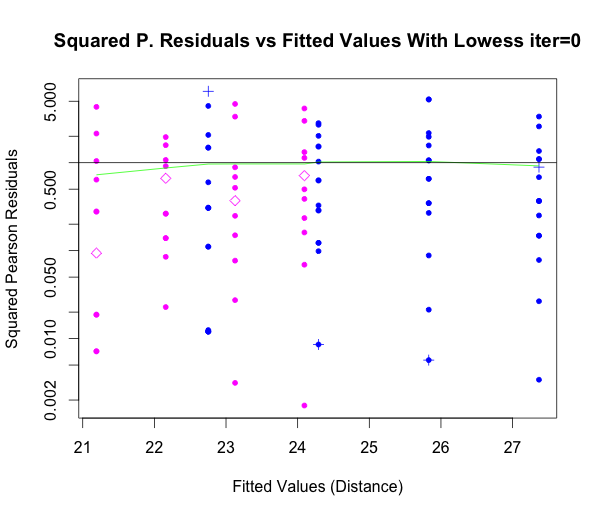 Squared P. Residuals vs Fitted Values With Lowess iter=0
Squared Pearson Residuals
5.000
0.500
0.050
0.010
0.002
21 22 23 24 25 26 27
Fitted Values (Distance)